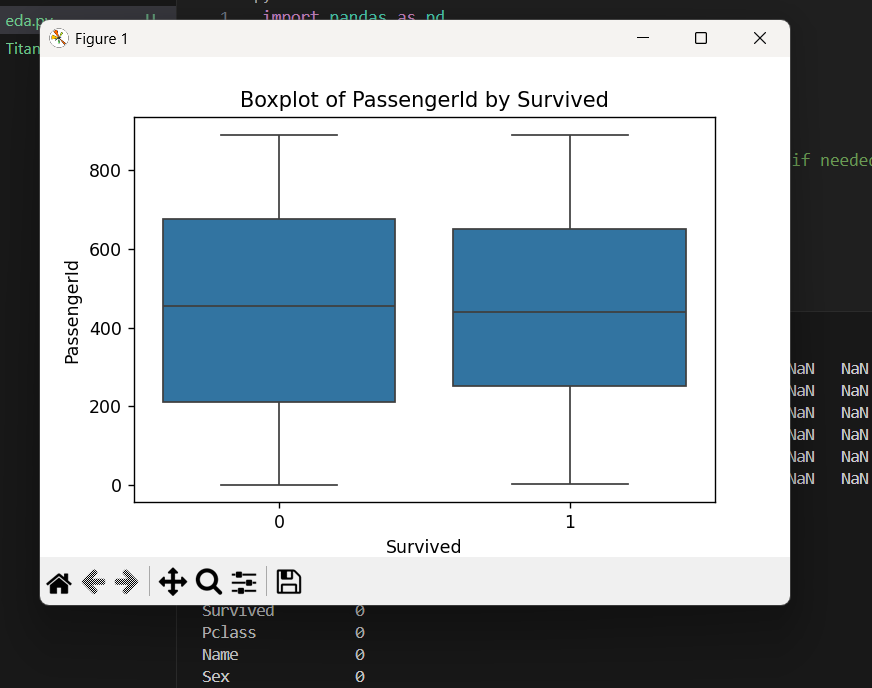 eda.py U
1 import pandas as pd
Titan
Figure 1
Boxplot of PassengerId by Survived
800
600
400
200
0
PassengerId
0 1
Survived
if needed
NaN NaN
NaN NaN
NaN NaN
NaN NaN
NaN NaN
NaN NaN
Survived 0
Pclass 0
Name 0
Sex 0